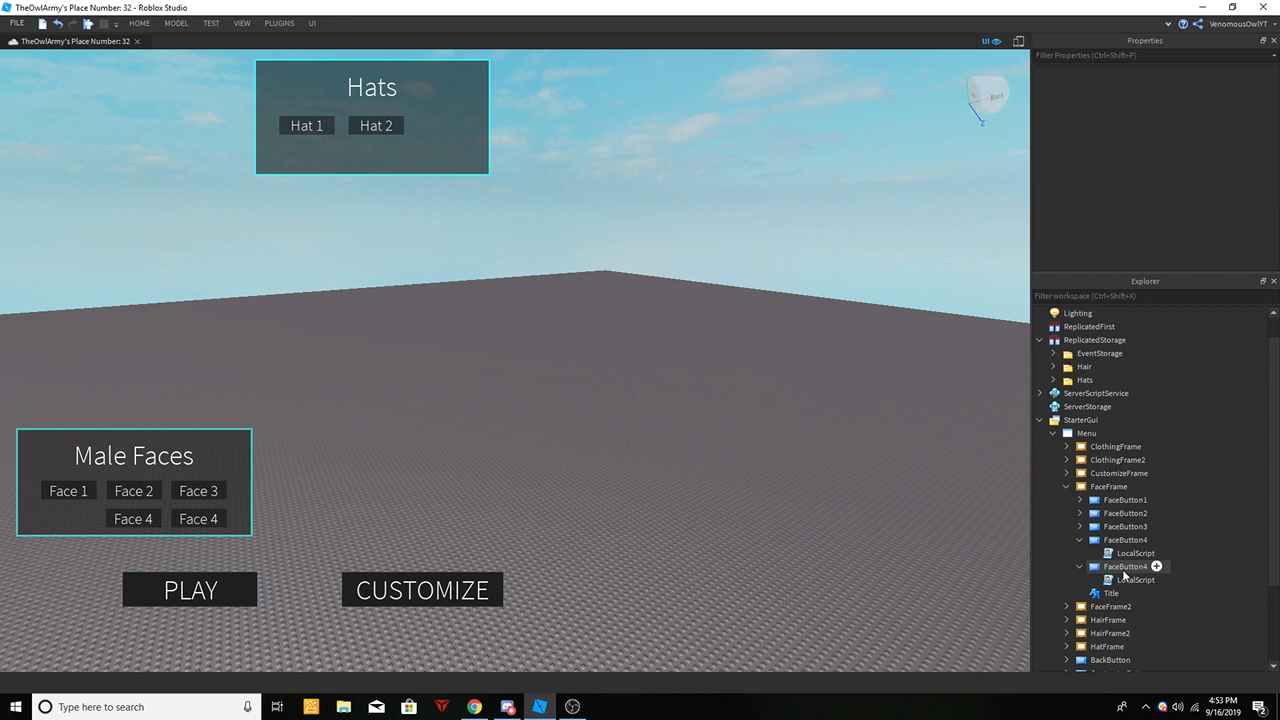 TheOwlArmy's Place Number: 32 - Roblox Studio
FILE HOME MODEL TEST VIEW PLUGINS UI VenomousOwlYT
TheOwlArmy's Place Number: 32
UI
Properties
Filter Properties (Ctrl+Shift+P)
Hats
Hat 1 Hat 2
Back
Z
Male Faces
Face 1 Face 2 Face 3
Face 4 Face 4
PLAY CUSTOMIZE
Explorer
Filter workspace (Ctrl+Shift+X)
Lighting
ReplicatedFirst
ReplicatedStorage
EventStorage
Hair
Hats
ServerScriptService
ServerStorage
StarterGui
Menu
ClothingFrame
ClothingFrame2
CustomizeFrame
FaceFrame
FaceButton1
FaceButton2
FaceButton3
FaceButton4
LocalScript
FaceButton4
LocalScript
Title
FaceFrame2
HairFrame
HairFrame2
HatFrame
BackButton
Type here to search
4:53 PM
9/16/2019
2